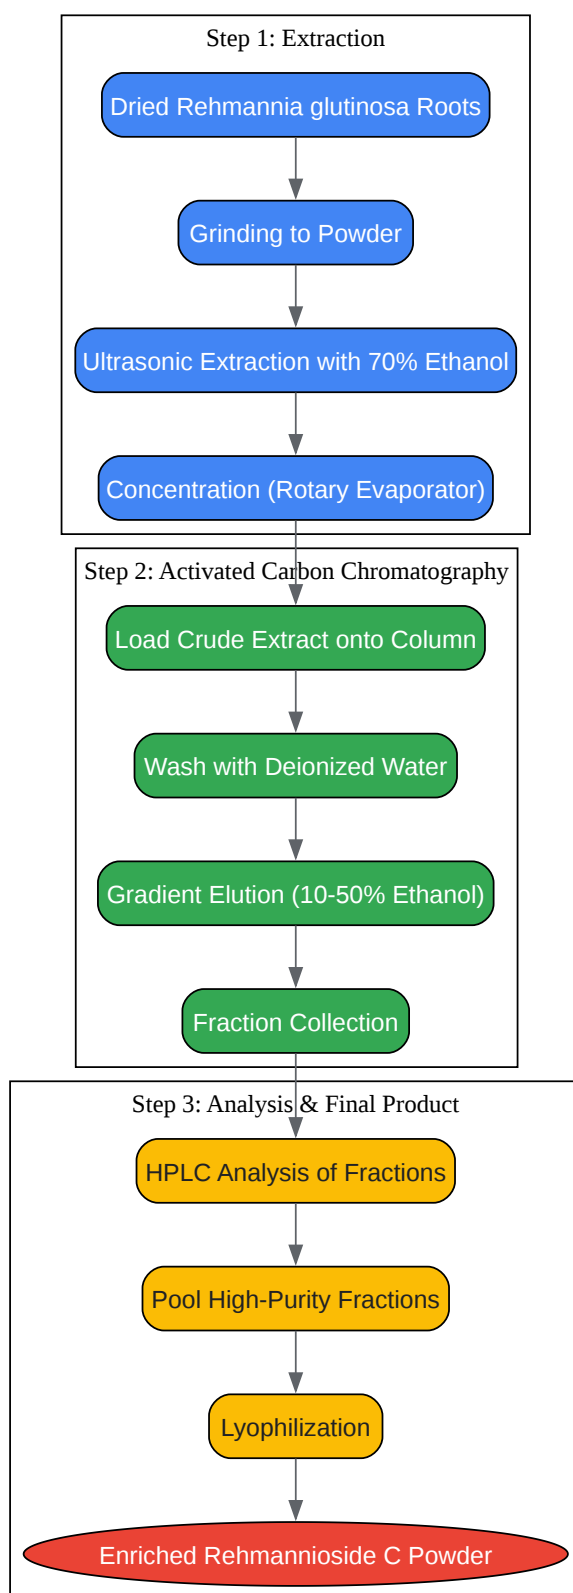 Step 1: Extraction
Dried Rehmannia glutinosa Roots
Grinding to Powder
Ultrasonic Extraction with 70% Ethanol
Concentration (Rotary Evaporator)
Step 2: Activated Carbon Chromatography
Load Crude Extract onto Column
Wash with Deionized Water
Gradient Elution (10-50% Ethanol)
Fraction Collection
Step 3: Analysis & Final Product
HPLC Analysis of Fractions
Pool High-Purity Fractions
Lyophilization
Enriched Rehmannioside C Powder